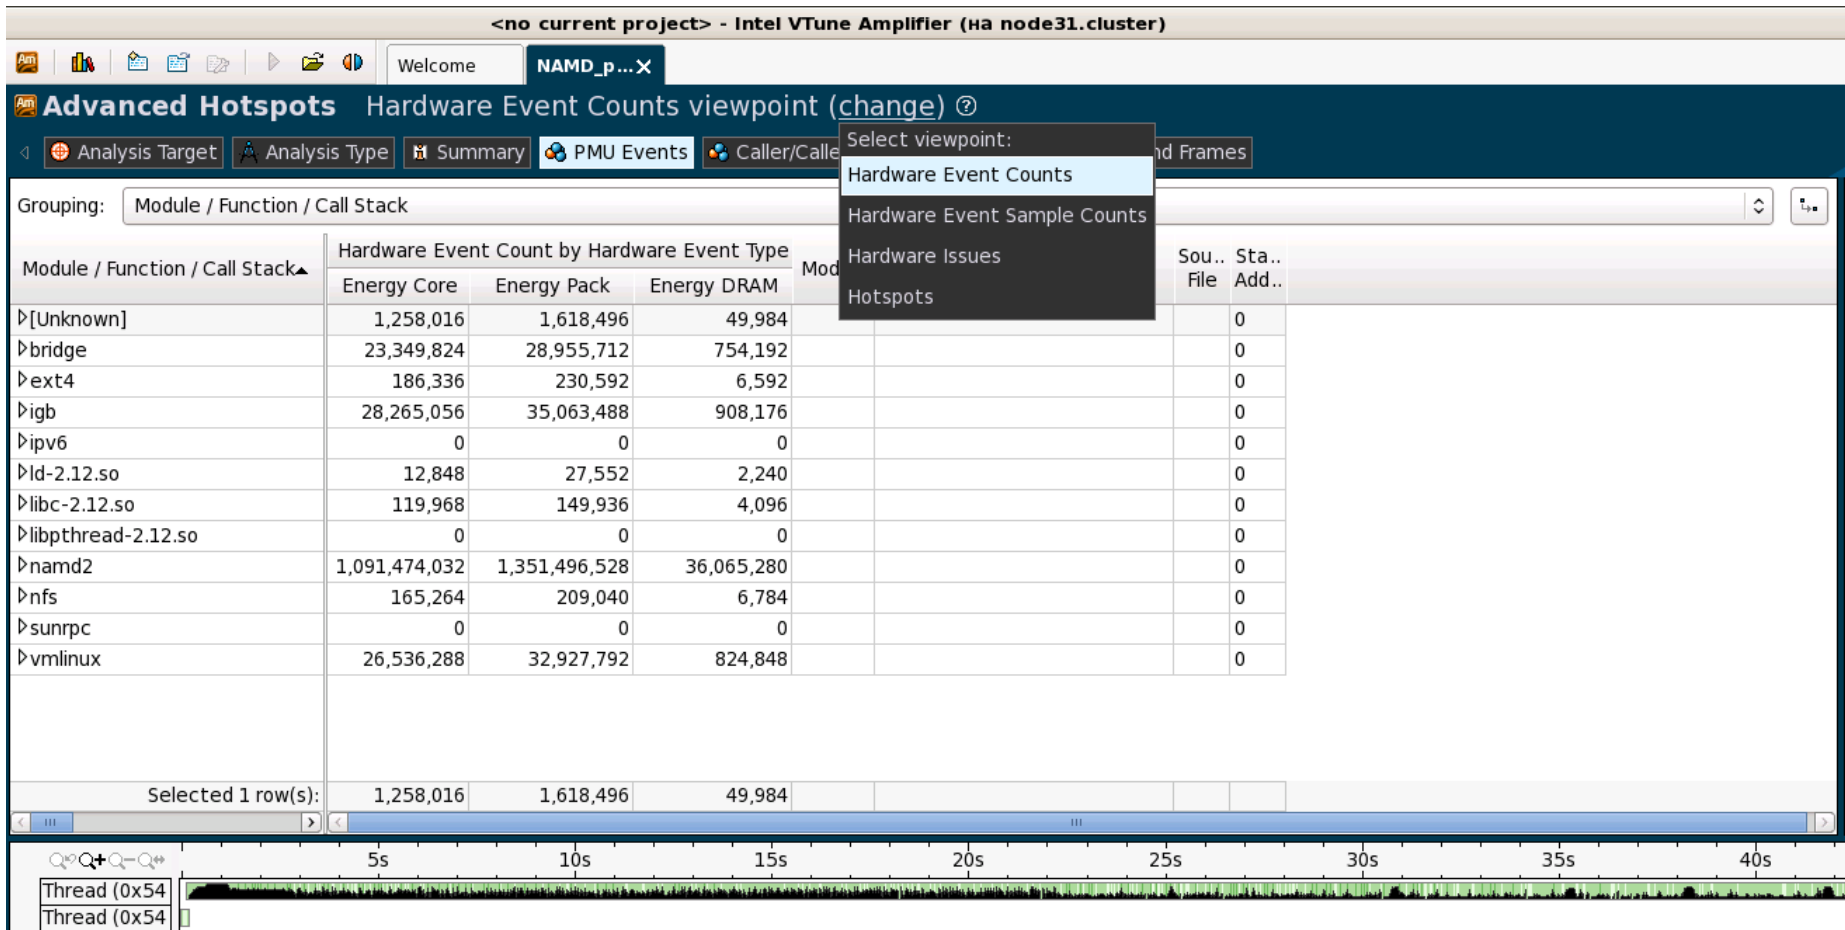 <no current project> - Intel VTune Amplifier (на node31.cluster)
Welcome NAMD_p...X
Advanced Hotspots Hardware Event Counts viewpoint (change) ?
Analysis Target Analysis Type Summary PMU Events Caller/Calle nd Frames
Select viewpoint:
Hardware Event Counts
Hardware Event Sample Counts
Hardware Issues
Hotspots
Grouping: Module / Function / Call Stack
Module / Function / Call Stack Hardware Event Count by Hardware Event Type Mod Sou.. File Sta.. Add..
Energy Core Energy Pack Energy DRAM
[Unknown] 1,258,016 1,618,496 49,984 0
bridge 23,349,824 28,955,712 754,192 0
ext4 186,336 230,592 6,592 0
igb 28,265,056 35,063,488 908,176 0
ipv6 0 0 0 0
ld-2.12.so 12,848 27,552 2,240 0
libc-2.12.so 119,968 149,936 4,096 0
libpthread-2.12.so 0 0 0 0
namd2 1,091,474,032 1,351,496,528 36,065,280 0
nfs 165,264 209,040 6,784 0
sunrpc 0 0 0 0
vmlinux 26,536,288 32,927,792 824,848 0
Selected 1 row(s): 1,258,016 1,618,496 49,984
5s 10s 15s 20s 25s 30s 35s 40s
Thread (0x54
Thread (0x54